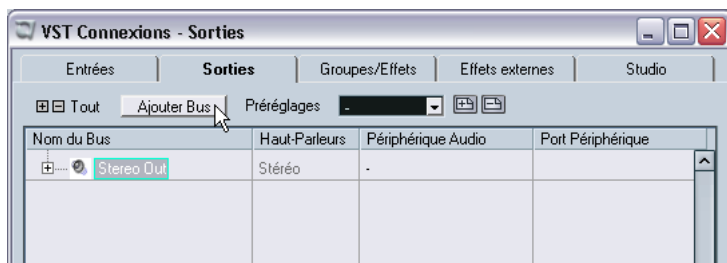 VST Connexions - Sorties
Entrées Sorties Groupes/Effets Effets externes Studio
Tout Ajouter Bus Préréglages -
Nom du Bus Haut-Parleurs Périphérique Audio Port Périphérique
Stereo Out Stéréo -